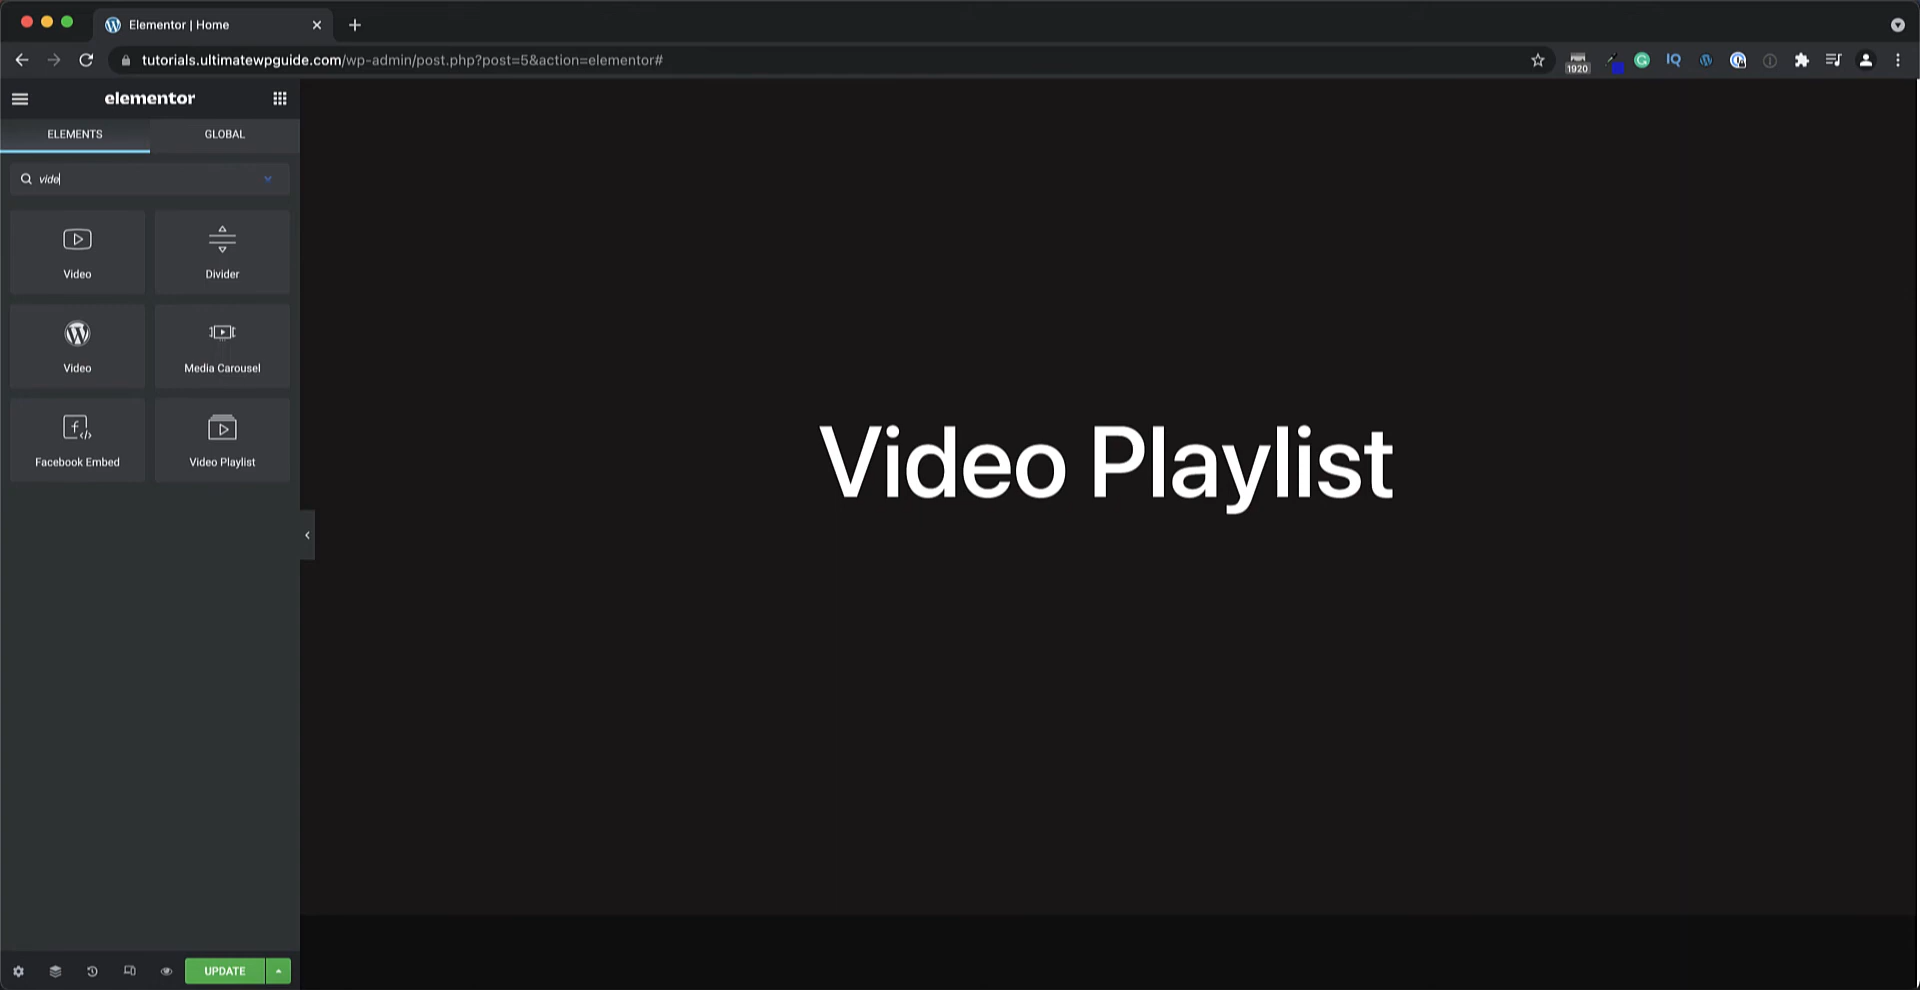 Elementor | Home
tutorials.ultimatewpguide.com/wp-admin/post.php?post=5&action=elementor#
1920
IQ
elementor
ELEMENTS
GLOBAL
vide
Video
Divider
Video
Media Carousel
Facebook Embed
Video Playlist
Video Playlist
UPDATE